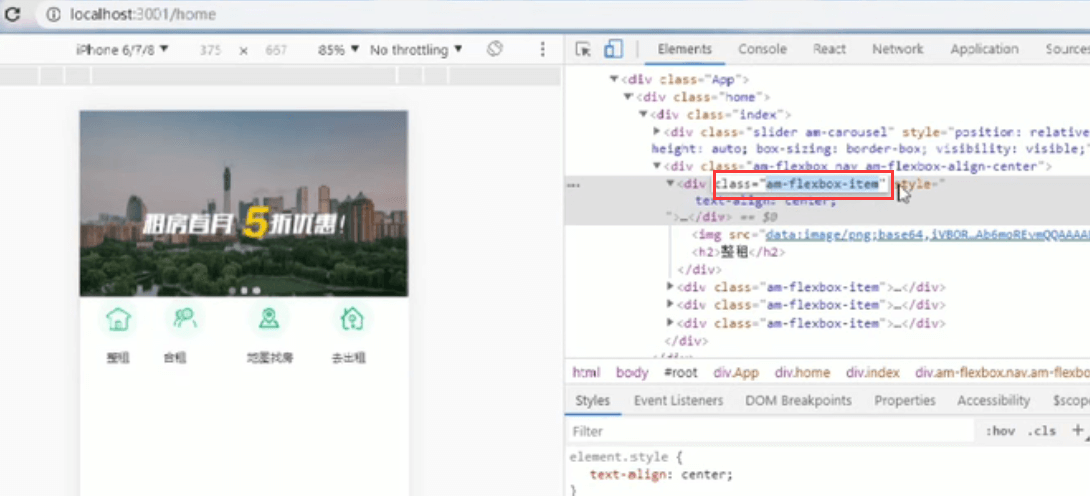 localhost:3001/home
iPhone 6/7/8 ▼ 375 × 667 85% ▼ No throttling ▼
Elements Console React Network Application Sources
▼<div class="App">
▼<div class="home">
▼<div class="index">
▶<div class="slider am-carousel" style="position: relative
height: auto; box-sizing: border-box; visibility: visible;"
▼<div class="am-flexbox nav am-flexbox-align-center">
▼<div class="am-flexbox-item" style="
text-align: center;
">…</div> == $0
<img src="data:image/png;base64,iVBOR…Ab6moREvmQQAAAA
<h2>整租</h2>
</div>
▶<div class="am-flexbox-item">…</div>
▶<div class="am-flexbox-item">…</div>
▶<div class="am-flexbox-item">…</div>
</div>
</div>
html body #root div.App div.home div.index div.am-flexbox.nav.am-flexbo
Styles Event Listeners DOM Breakpoints Properties Accessibility $scope
Filter :hov .cls +
element.style {
text-align: center;
}
租房首月5折优惠!
整租 合租 地图找房 去出租